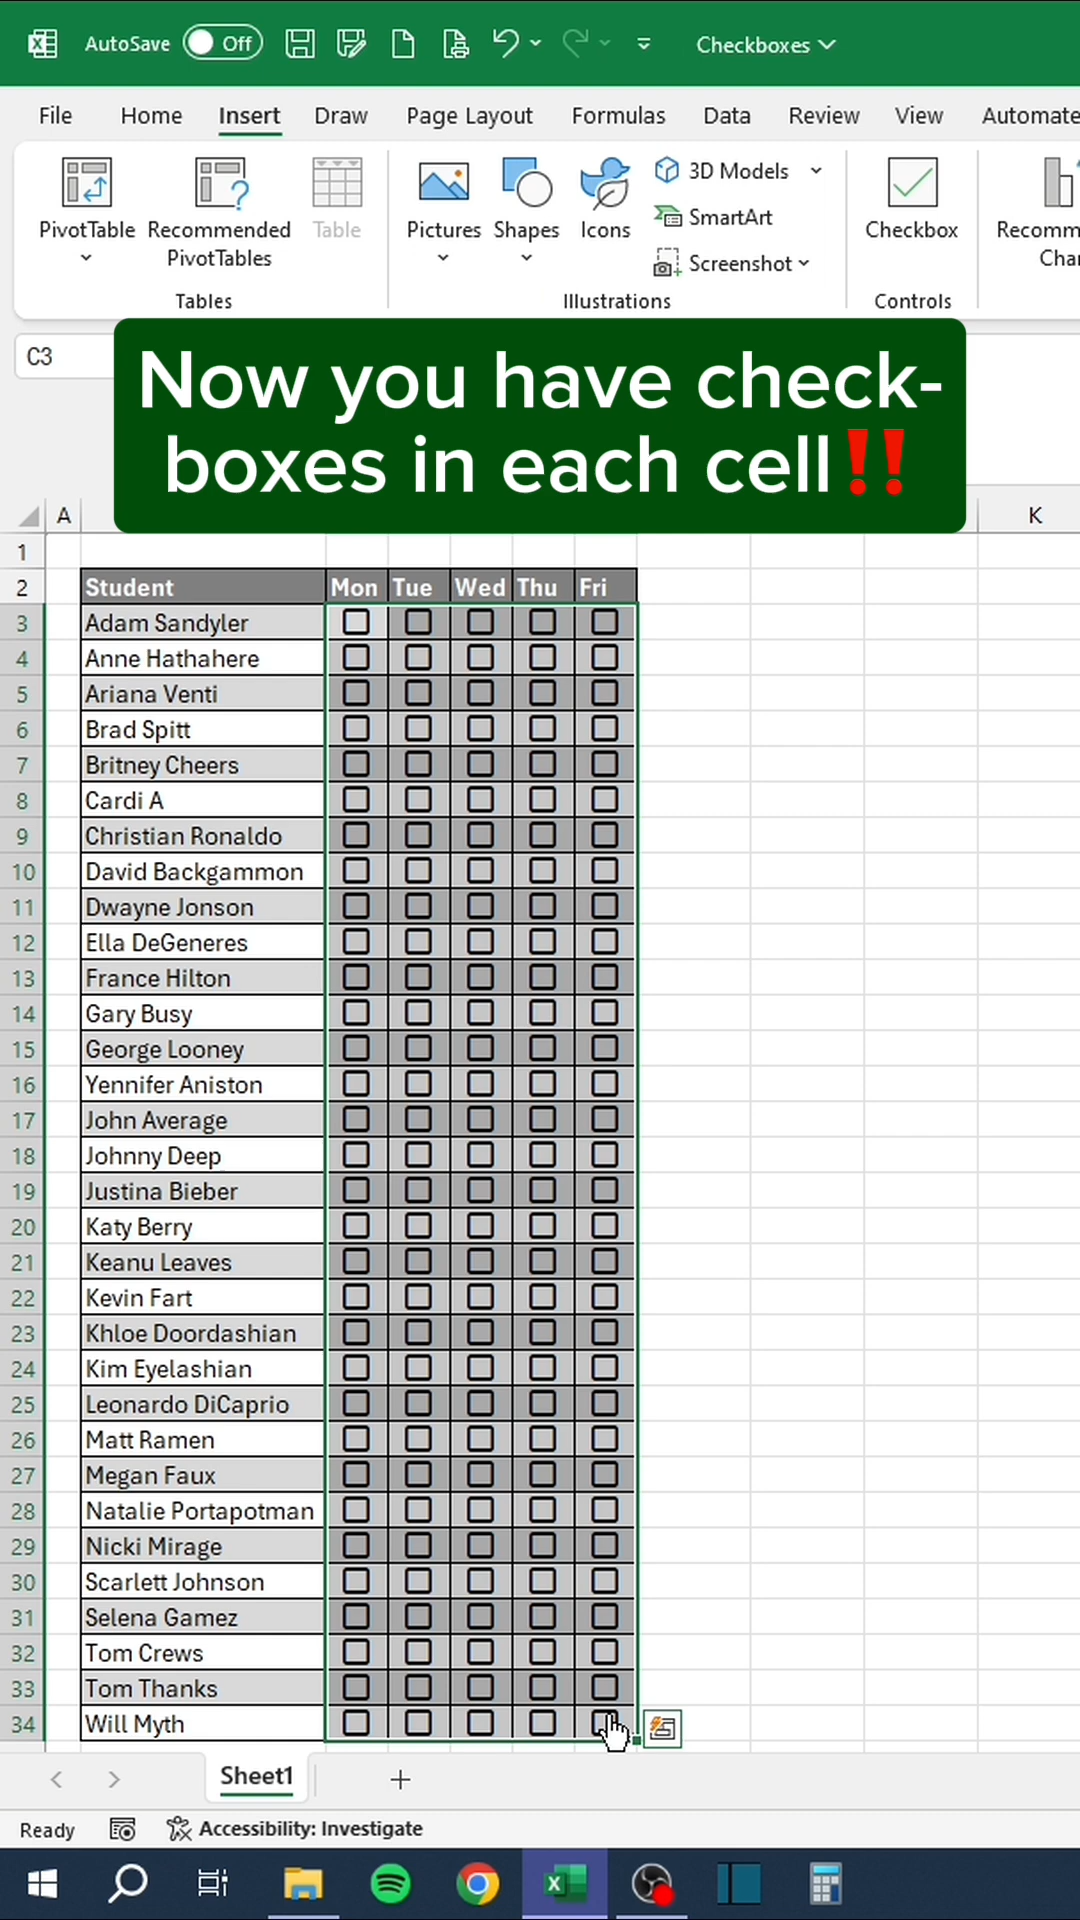 AutoSave Off Checkboxes
File Home Insert Draw Page Layout Formulas Data Review View Automate
PivotTable Recommended PivotTables Table Pictures Shapes Icons 3D Models SmartArt Screenshot Checkbox
Tables Illustrations Controls
C3
Now you have check-
boxes in each cell‼
A K
1
2 Student Mon Tue Wed Thu Fri
3 Adam Sandyler
4 Anne Hathahere
5 Ariana Venti
6 Brad Spitt
7 Britney Cheers
8 Cardi A
9 Christian Ronaldo
10 David Backgammon
11 Dwayne Jonson
12 Ella DeGeneres
13 France Hilton
14 Gary Busy
15 George Looney
16 Yennifer Aniston
17 John Average
18 Johnny Deep
19 Justina Bieber
20 Katy Berry
21 Keanu Leaves
22 Kevin Fart
23 Khloe Doordashian
24 Kim Eyelashian
25 Leonardo DiCaprio
26 Matt Ramen
27 Megan Faux
28 Natalie Portapotman
29 Nicki Mirage
30 Scarlett Johnson
31 Selena Gamez
32 Tom Crews
33 Tom Thanks
34 Will Myth
Sheet1
Ready Accessibility: Investigate